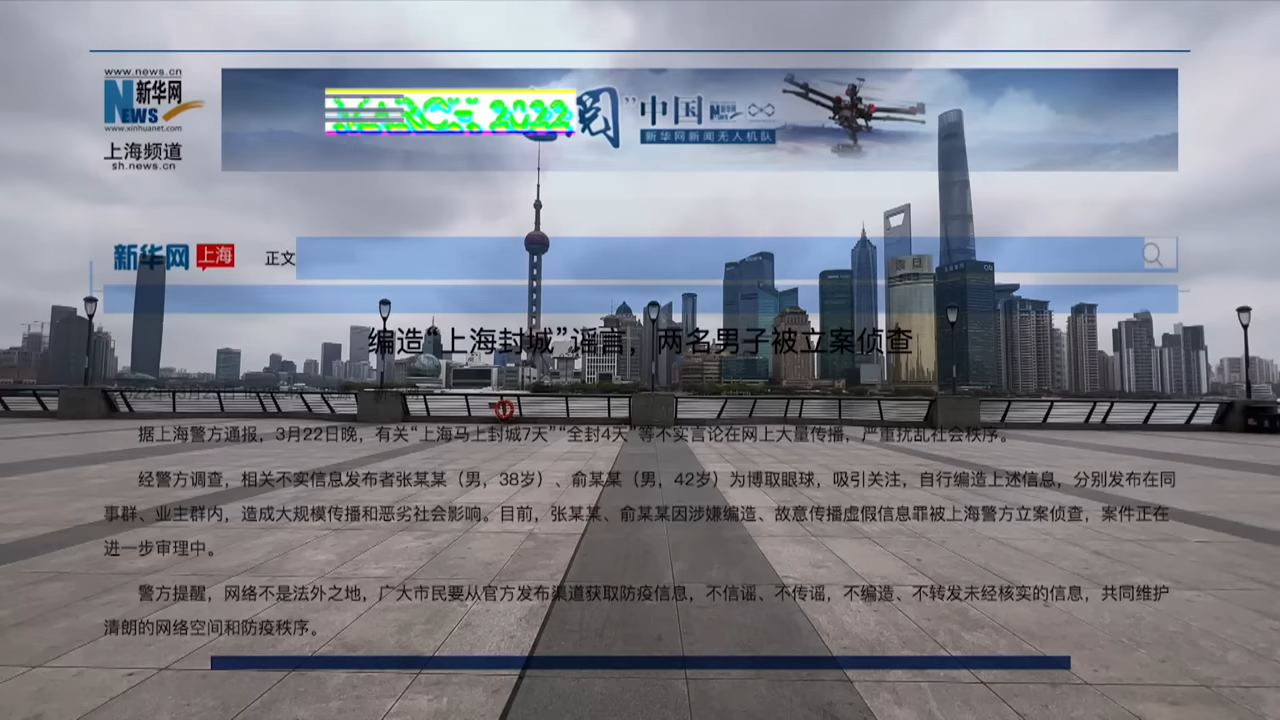 www.news.cn
新华网
NEWS
www.xinhuanet.com
上海频道
sh.news.cn
MARCH 2022
阅”中国
新华网新闻无人机队
新华网 上海 正文
编造“上海封城”谣言，两名男子被立案侦查
据上海警方通报，3月22日晚，有关“上海马上封城7天”“全封4天”等不实言论在网上大量传播，严重扰乱社会秩序。
经警方调查，相关不实信息发布者张某某（男，38岁）、俞某某（男，42岁）为博取眼球，吸引关注，自行编造上述信息，分别发布在同
事群、业主群内，造成大规模传播和恶劣社会影响。目前，张某某、俞某某因涉嫌编造、故意传播虚假信息罪被上海警方立案侦查，案件正在
进一步审理中。
警方提醒，网络不是法外之地，广大市民要从官方发布渠道获取防疫信息，不信谣、不传谣，不编造、不转发未经核实的信息，共同维护
清朗的网络空间和防疫秩序。